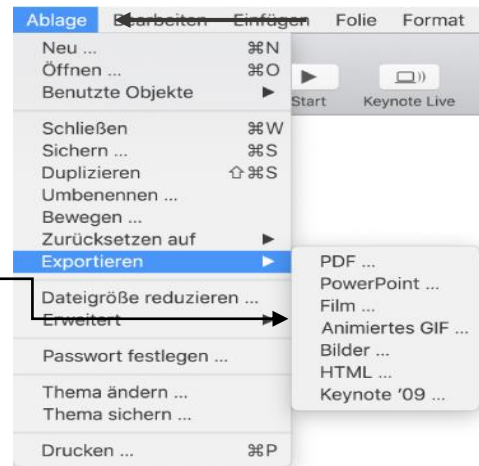 Ablage Bearbeiten Einfügen Folie Format
Neu ... ⌘N
Öffnen ... ⌘O
Benutzte Objekte ▶
Start Keynote Live
Schließen ⌘W
Sichern ... ⌘S
Duplizieren ⇧⌘S
Umbenennen ...
Bewegen ...
Zurücksetzen auf ▶
Exportieren ▶
Dateigröße reduzieren ...
Erweitert ▶
Passwort festlegen ...
Thema ändern ...
Thema sichern ...
Drucken ... ⌘P
PDF ...
PowerPoint ...
Film ...
Animiertes GIF ...
Bilder ...
HTML ...
Keynote '09 ...